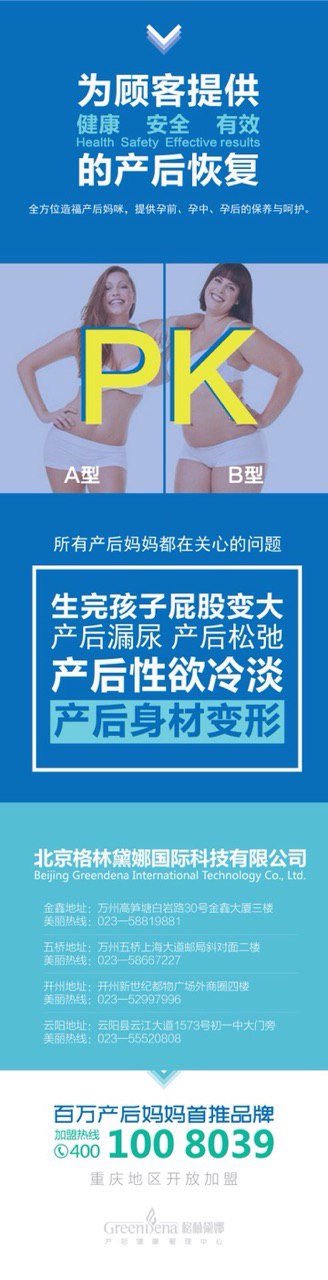 为顾客提供
健康 安全 有效
Health Safety Effective results
的产后恢复
全方位造福产后妈咪，提供孕前、孕中、孕后的保养与呵护。
PK
A型 B型
所有产后妈妈都在关心的问题
生完孩子屁股变大
产后漏尿 产后松弛
产后性欲冷淡
产后身材变形
北京格林黛娜国际科技有限公司
Beijing Greendena International Technology Co., Ltd.
金鑫地址：万州高笋塘白岩路30号金鑫大厦三楼
美丽热线：023—58819881
五桥地址：万州五桥上海大道邮局斜对面二楼
美丽热线：023—58667227
开州地址：开州新世纪都物广场外商圈四楼
美丽热线：023—52997996
云阳地址：云阳县云江大道1573号初一中大门旁
美丽热线：023—55520808
百万产后妈妈首推品牌
加盟热线
400 100 8039
重庆地区开放加盟
GreenDena 格林黛娜
产后健康管理中心